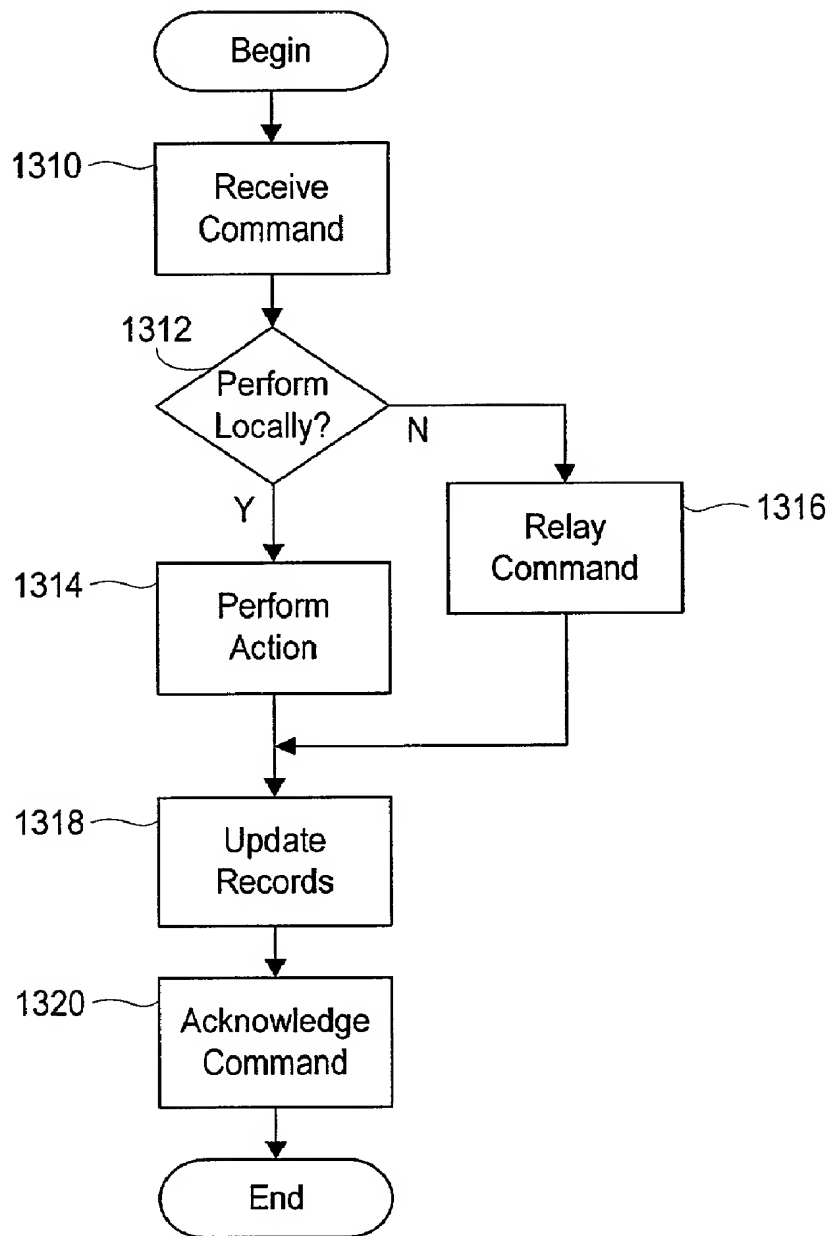 Begin
1310
Receive
Command
1312
Perform
Locally?
N
Y
1316
Relay
Command
1314
Perform
Action
1318
Update
Records
1320
Acknowledge
Command
End